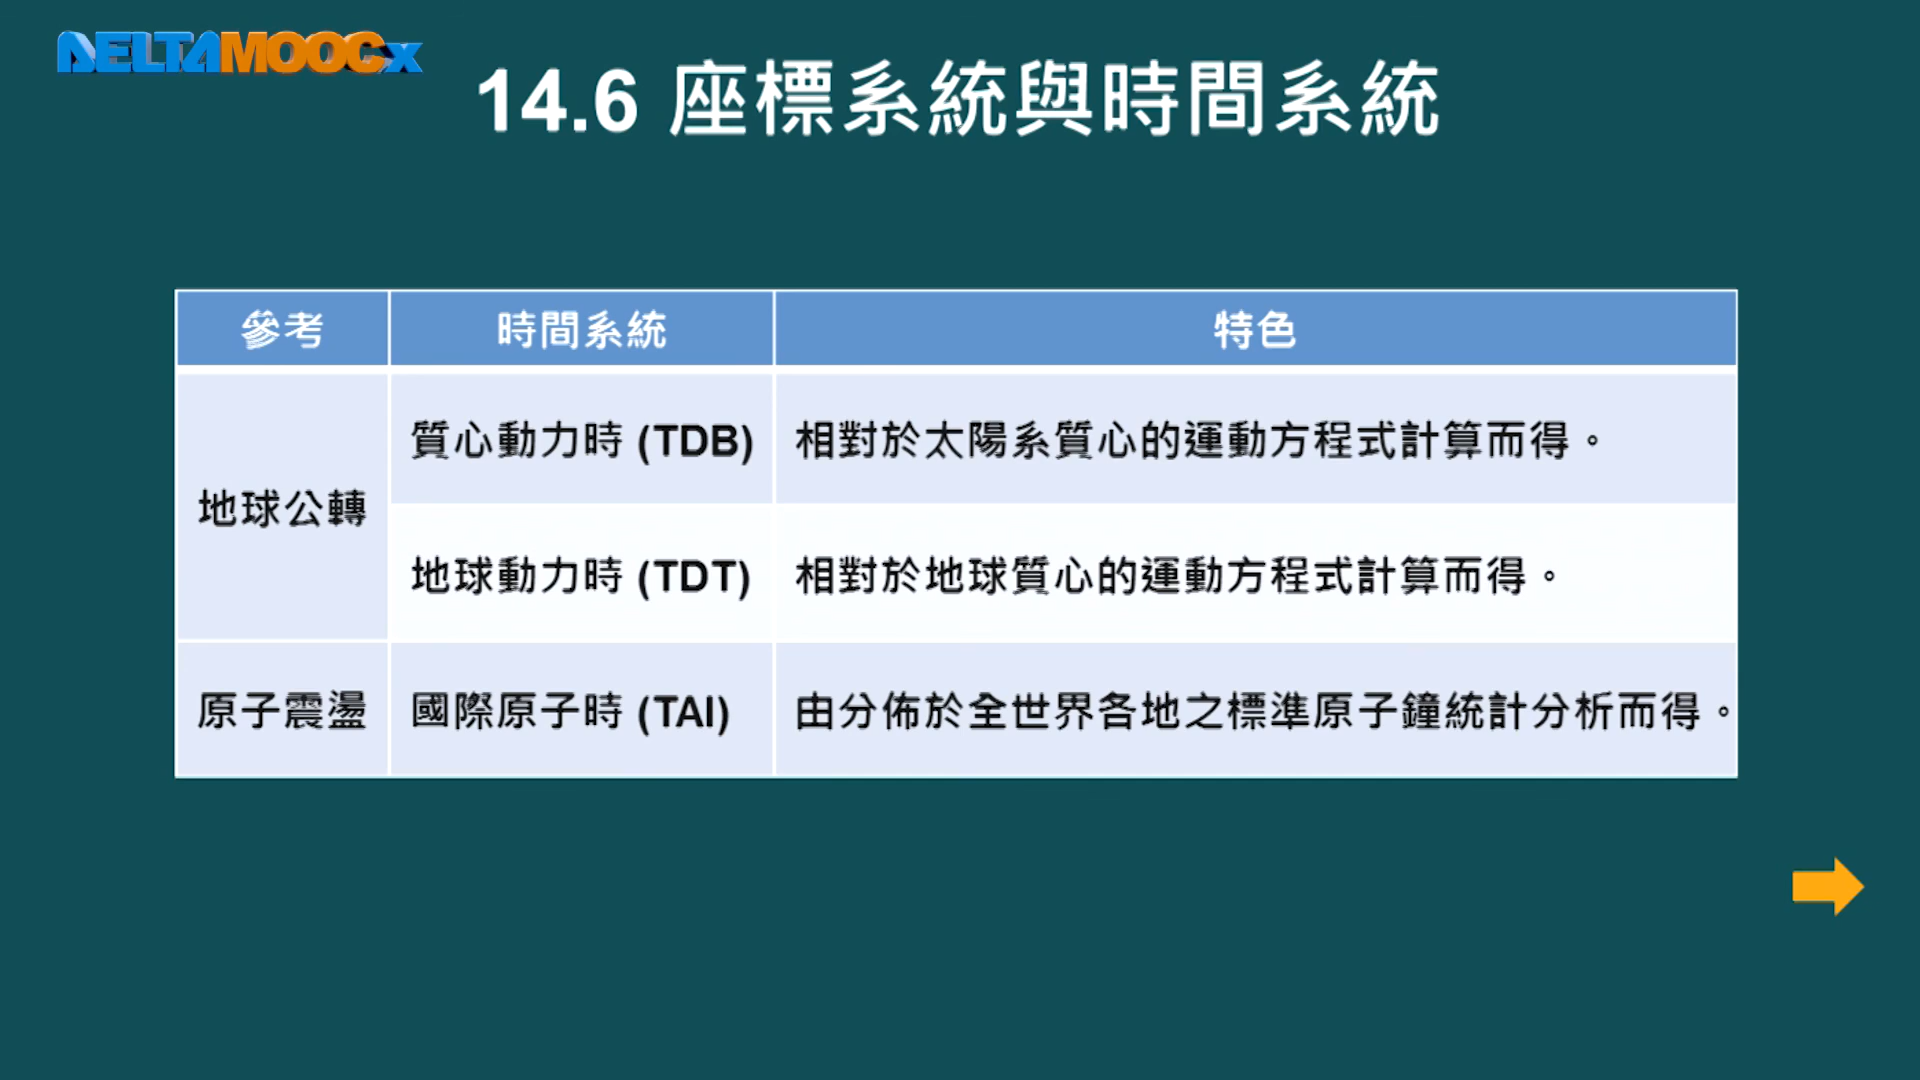 DELTAMOOCx
14.6 座標系統與時間系統
參考 時間系統 特色
地球公轉
質心動力時 (TDB) 相對於太陽系質心的運動方程式計算而得。
地球動力時 (TDT) 相對於地球質心的運動方程式計算而得。
原子震盪 國際原子時 (TAI) 由分佈於全世界各地之標準原子鐘統計分析而得。